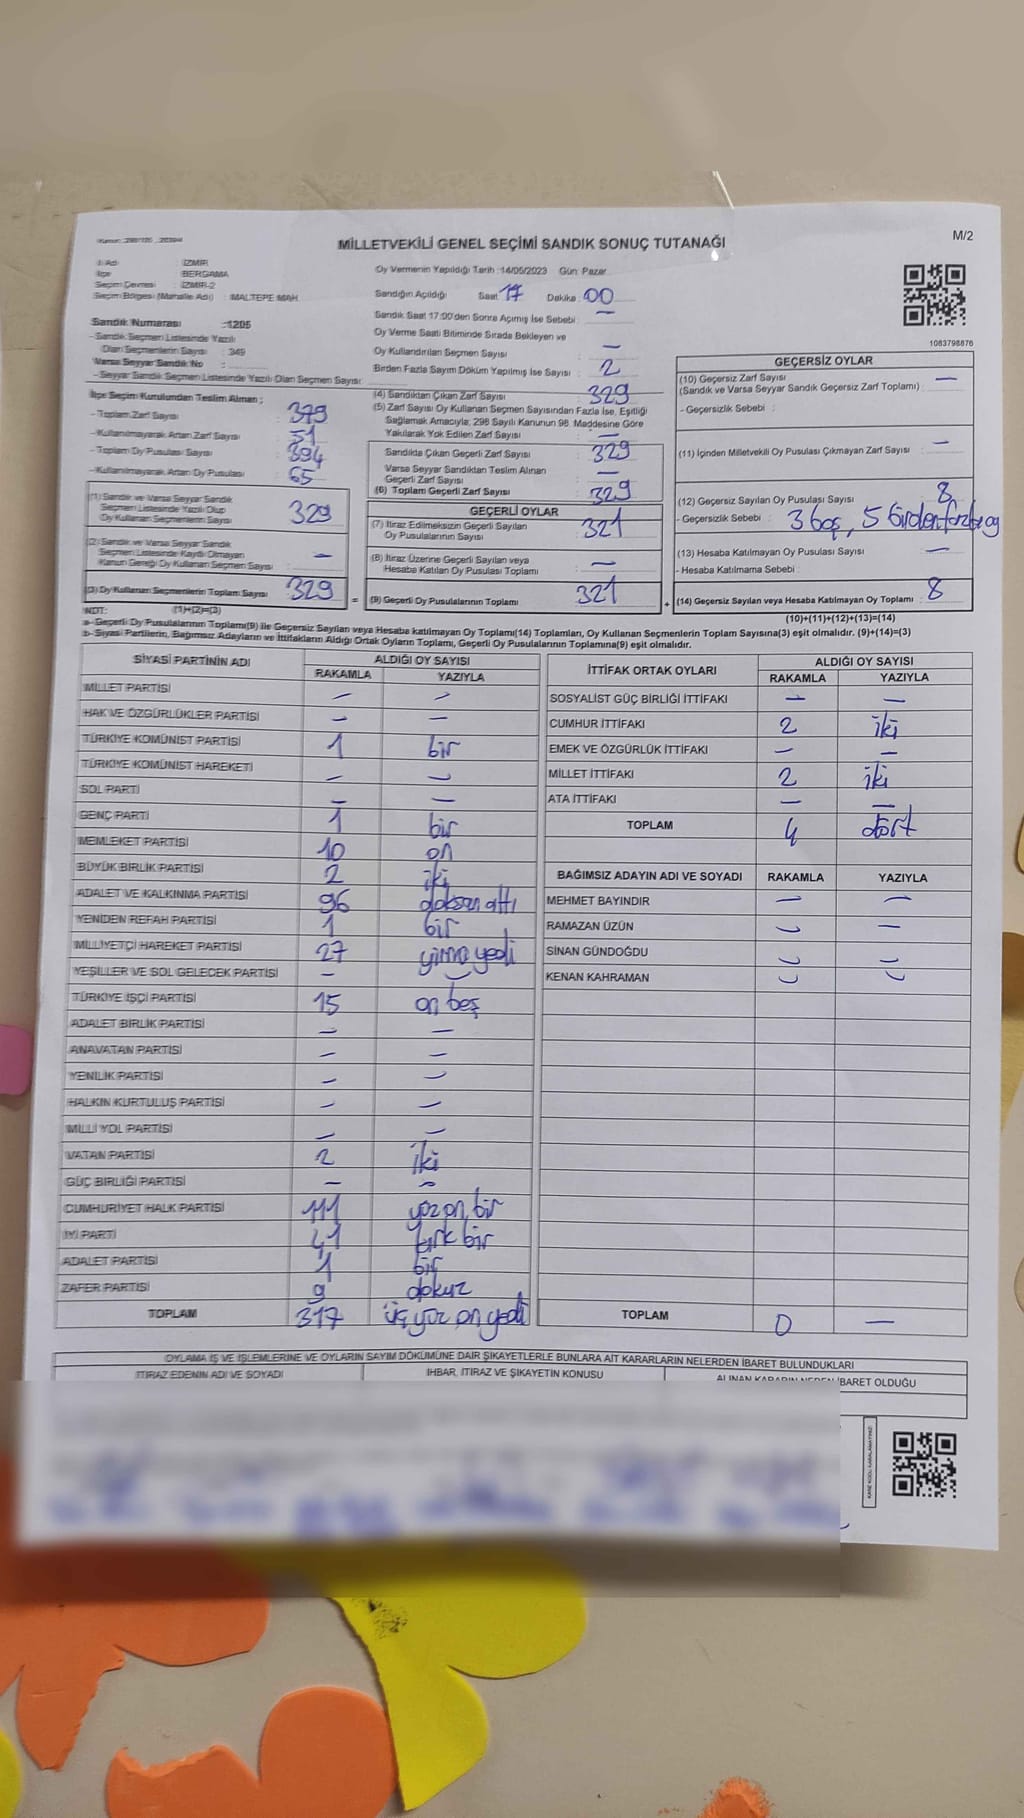 M/2
MİLLETVEKİLİ GENEL SEÇİMİ SANDIK SONUÇ TUTANAĞI
İl Adı : İZMİR
İlçe : BERGAMA
Seçim Çevresi : İZMİR-2
Seçim Bölgesi (Mahalle Adı) : MALTEPE MAH.
Sandık Numarası : 1205
- Sandık Seçmen Listesinde Yazılı
Olan Seçmenlerin Sayısı : 349
Varsa Seyyar Sandık No :
- Seyyar Sandık Seçmen Listesinde Yazılı Olan Seçmen Sayısı :
Oy Vermenin Yapıldığı Tarih :14/05/2023 Gün: Pazar
Sandığın Açıldığı Saat: 17 Dakika: 00
Sandık Saat 17:00'den Sonra Açılmış İse Sebebi : —
Oy Verme Saati Bitiminde Sırada Bekleyen ve
Oy Kullandırılan Seçmen Sayısı : —
Birden Fazla Sayım Döküm Yapılmış İse Sayısı : 2
1083798876
İlçe Seçim Kurulundan Teslim Alınan ;
- Toplam Zarf Sayısı : 379
- Kullanılmayarak Artan Zarf Sayısı : 51
- Toplam Oy Pusulası Sayısı : 394
- Kullanılmayarak Artan Oy Pusulası : 65
(1) Sandık ve Varsa Seyyar Sandık
Seçmen Listesinde Yazılı Olup
Oy Kullanan Seçmenlerin Sayısı : 329
(2) Sandık ve Varsa Seyyar Sandık
Seçmen Listesinde Kaydı Olmayan
Kanun Gereği Oy Kullanan Seçmen Sayısı : —
(3) Oy Kullanan Seçmenlerin Toplam Sayısı : 329
(4) Sandıktan Çıkan Zarf Sayısı : 329
(5) Zarf Sayısı Oy Kullanan Seçmen Sayısından Fazla İse, Eşitliği
Sağlamak Amacıyla; 298 Sayılı Kanunun 98. Maddesine Göre
Yakılarak Yok Edilen Zarf Sayısı : —
Sandıkta Çıkan Geçerli Zarf Sayısı : 329
Varsa Seyyar Sandıktan Teslim Alınan
Geçerli Zarf Sayısı : —
(6) Toplam Geçerli Zarf Sayısı : 329
GEÇERLİ OYLAR
(7) İtiraz Edilmeksizin Geçerli Sayılan
Oy Pusulalarının Sayısı : 321
(8) İtiraz Üzerine Geçerli Sayılan veya
Hesaba Katılan Oy Pusulası Toplamı : —
= (9) Geçerli Oy Pusulalarının Toplamı : 321
GEÇERSİZ OYLAR
(10) Geçersiz Zarf Sayısı : —
(Sandık ve Varsa Seyyar Sandık Geçersiz Zarf Toplamı)
- Geçersizlik Sebebi :
(11) İçinden Milletvekili Oy Pusulası Çıkmayan Zarf Sayısı : —
(12) Geçersiz Sayılan Oy Pusulası Sayısı : 8
- Geçersizlik Sebebi : 3 boş, 5 birden fazla oy
(13) Hesaba Katılmayan Oy Pusulası Sayısı : —
- Hesaba Katılmama Sebebi :
+ (14) Geçersiz Sayılan veya Hesaba Katılmayan Oy Toplamı : 8
NOT: (1)+(2)=(3)
(10)+(11)+(12)+(13)=(14)
a- Geçerli Oy Pusulalarının Toplamı(9) ile Geçersiz Sayılan veya Hesaba katılmayan Oy Toplamı(14) Toplamları, Oy Kullanan Seçmenlerin Toplam Sayısına(3) eşit olmalıdır. (9)+(14)=(3)
b- Siyasi Partilerin, Bağımsız Adayların ve İttifakların Aldığı Ortak Oyların Toplamı, Geçerli Oy Pusulalarının Toplamına(9) eşit olmalıdır.
SİYASİ PARTİNİN ADI ALDIĞI OY SAYISI
RAKAMLA YAZIYLA
MİLLET PARTİSİ — —
HAK VE ÖZGÜRLÜKLER PARTİSİ — —
TÜRKİYE KOMÜNİST PARTİSİ 1 bir
TÜRKİYE KOMÜNİST HAREKETİ — —
SOL PARTİ — —
GENÇ PARTİ 1 bir
MEMLEKET PARTİSİ 10 on
BÜYÜK BİRLİK PARTİSİ 2 iki
ADALET VE KALKINMA PARTİSİ 96 doksan altı
YENİDEN REFAH PARTİSİ 1 bir
MİLLİYETÇİ HAREKET PARTİSİ 27 yirmi yedi
YEŞİLLER VE SOL GELECEK PARTİSİ — —
TÜRKİYE İŞÇİ PARTİSİ 15 on beş
ADALET BİRLİK PARTİSİ — —
ANAVATAN PARTİSİ — —
YENİLİK PARTİSİ — —
HALKIN KURTULUŞ PARTİSİ — —
MİLLİ YOL PARTİSİ — —
VATAN PARTİSİ 2 iki
GÜÇ BİRLİĞİ PARTİSİ — —
CUMHURİYET HALK PARTİSİ 111 yüz on bir
İYİ PARTİ 41 kırk bir
ADALET PARTİSİ 1 bir
ZAFER PARTİSİ 9 dokuz
TOPLAM 317 üç yüz on yedi
İTTİFAK ORTAK OYLARI ALDIĞI OY SAYISI
RAKAMLA YAZIYLA
SOSYALİST GÜÇ BİRLİĞİ İTTİFAKI — —
CUMHUR İTTİFAKI 2 iki
EMEK VE ÖZGÜRLÜK İTTİFAKI — —
MİLLET İTTİFAKI 2 iki
ATA İTTİFAKI — —
TOPLAM 4 dört
BAĞIMSIZ ADAYIN ADI VE SOYADI RAKAMLA YAZIYLA
MEHMET BAYINDIR — —
RAMAZAN ÜZÜN — —
SİNAN GÜNDOĞDU — —
KENAN KAHRAMAN — —
TOPLAM 0 —
OYLAMA İŞ VE İŞLEMLERİNE VE OYLARIN SAYIM DÖKÜMÜNE DAİR ŞİKAYETLERLE BUNLARA AİT KARARLARIN NELERDEN İBARET BULUNDUKLARI
İTİRAZ EDENİN ADI VE SOYADI İHBAR, İTİRAZ VE ŞİKAYETİN KONUSU ALINAN KARARIN NEDEN İBARET OLDUĞU
KARE KODU KARALAMAYINIZ!